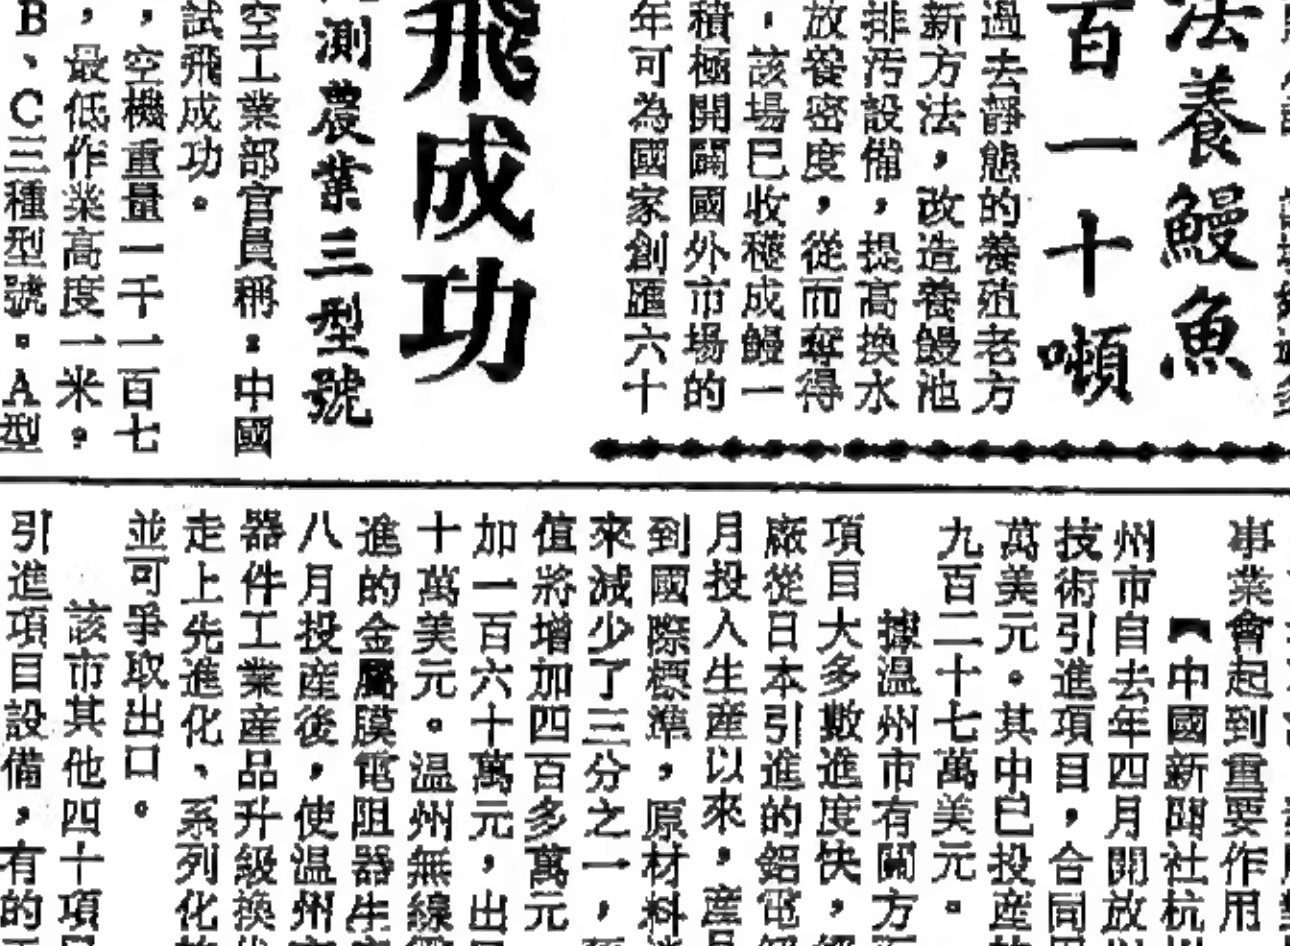 法養鰻魚
百一十噸
過去靜態的養殖老方
新方法，改造養鰻池
排污設備，提高換水
放養密度，從而奪得
，該場已收穫成鰻一
積極開闢國外市場的
年可為國家創匯六十
飛成功
測農業三型號
空工業部官員稱：中國
試飛成功。
，空機重量一千一百七
，最低作業高度一米，
B、C三種型號。A型
事業會起到重要作用
【中國新聞社杭
州市自去年四月開放
技術引進項目，合同
萬美元。其中已投產
九百二十七萬美元。
據温州市有關方
項目大多數進度快，
廠從日本引進的鋁電
月投入生產以來，產
到國際標準，原材料
來減少了三分之一，
值將增加四百多萬元
加一百六十萬元，出
十萬美元。温州無線
進的金屬膜電阻器生
八月投産後，使温州
器件工業産品升級換
走上先進化、系列化
並可爭取出口。
該市其他四十項
引進項目設備，有的